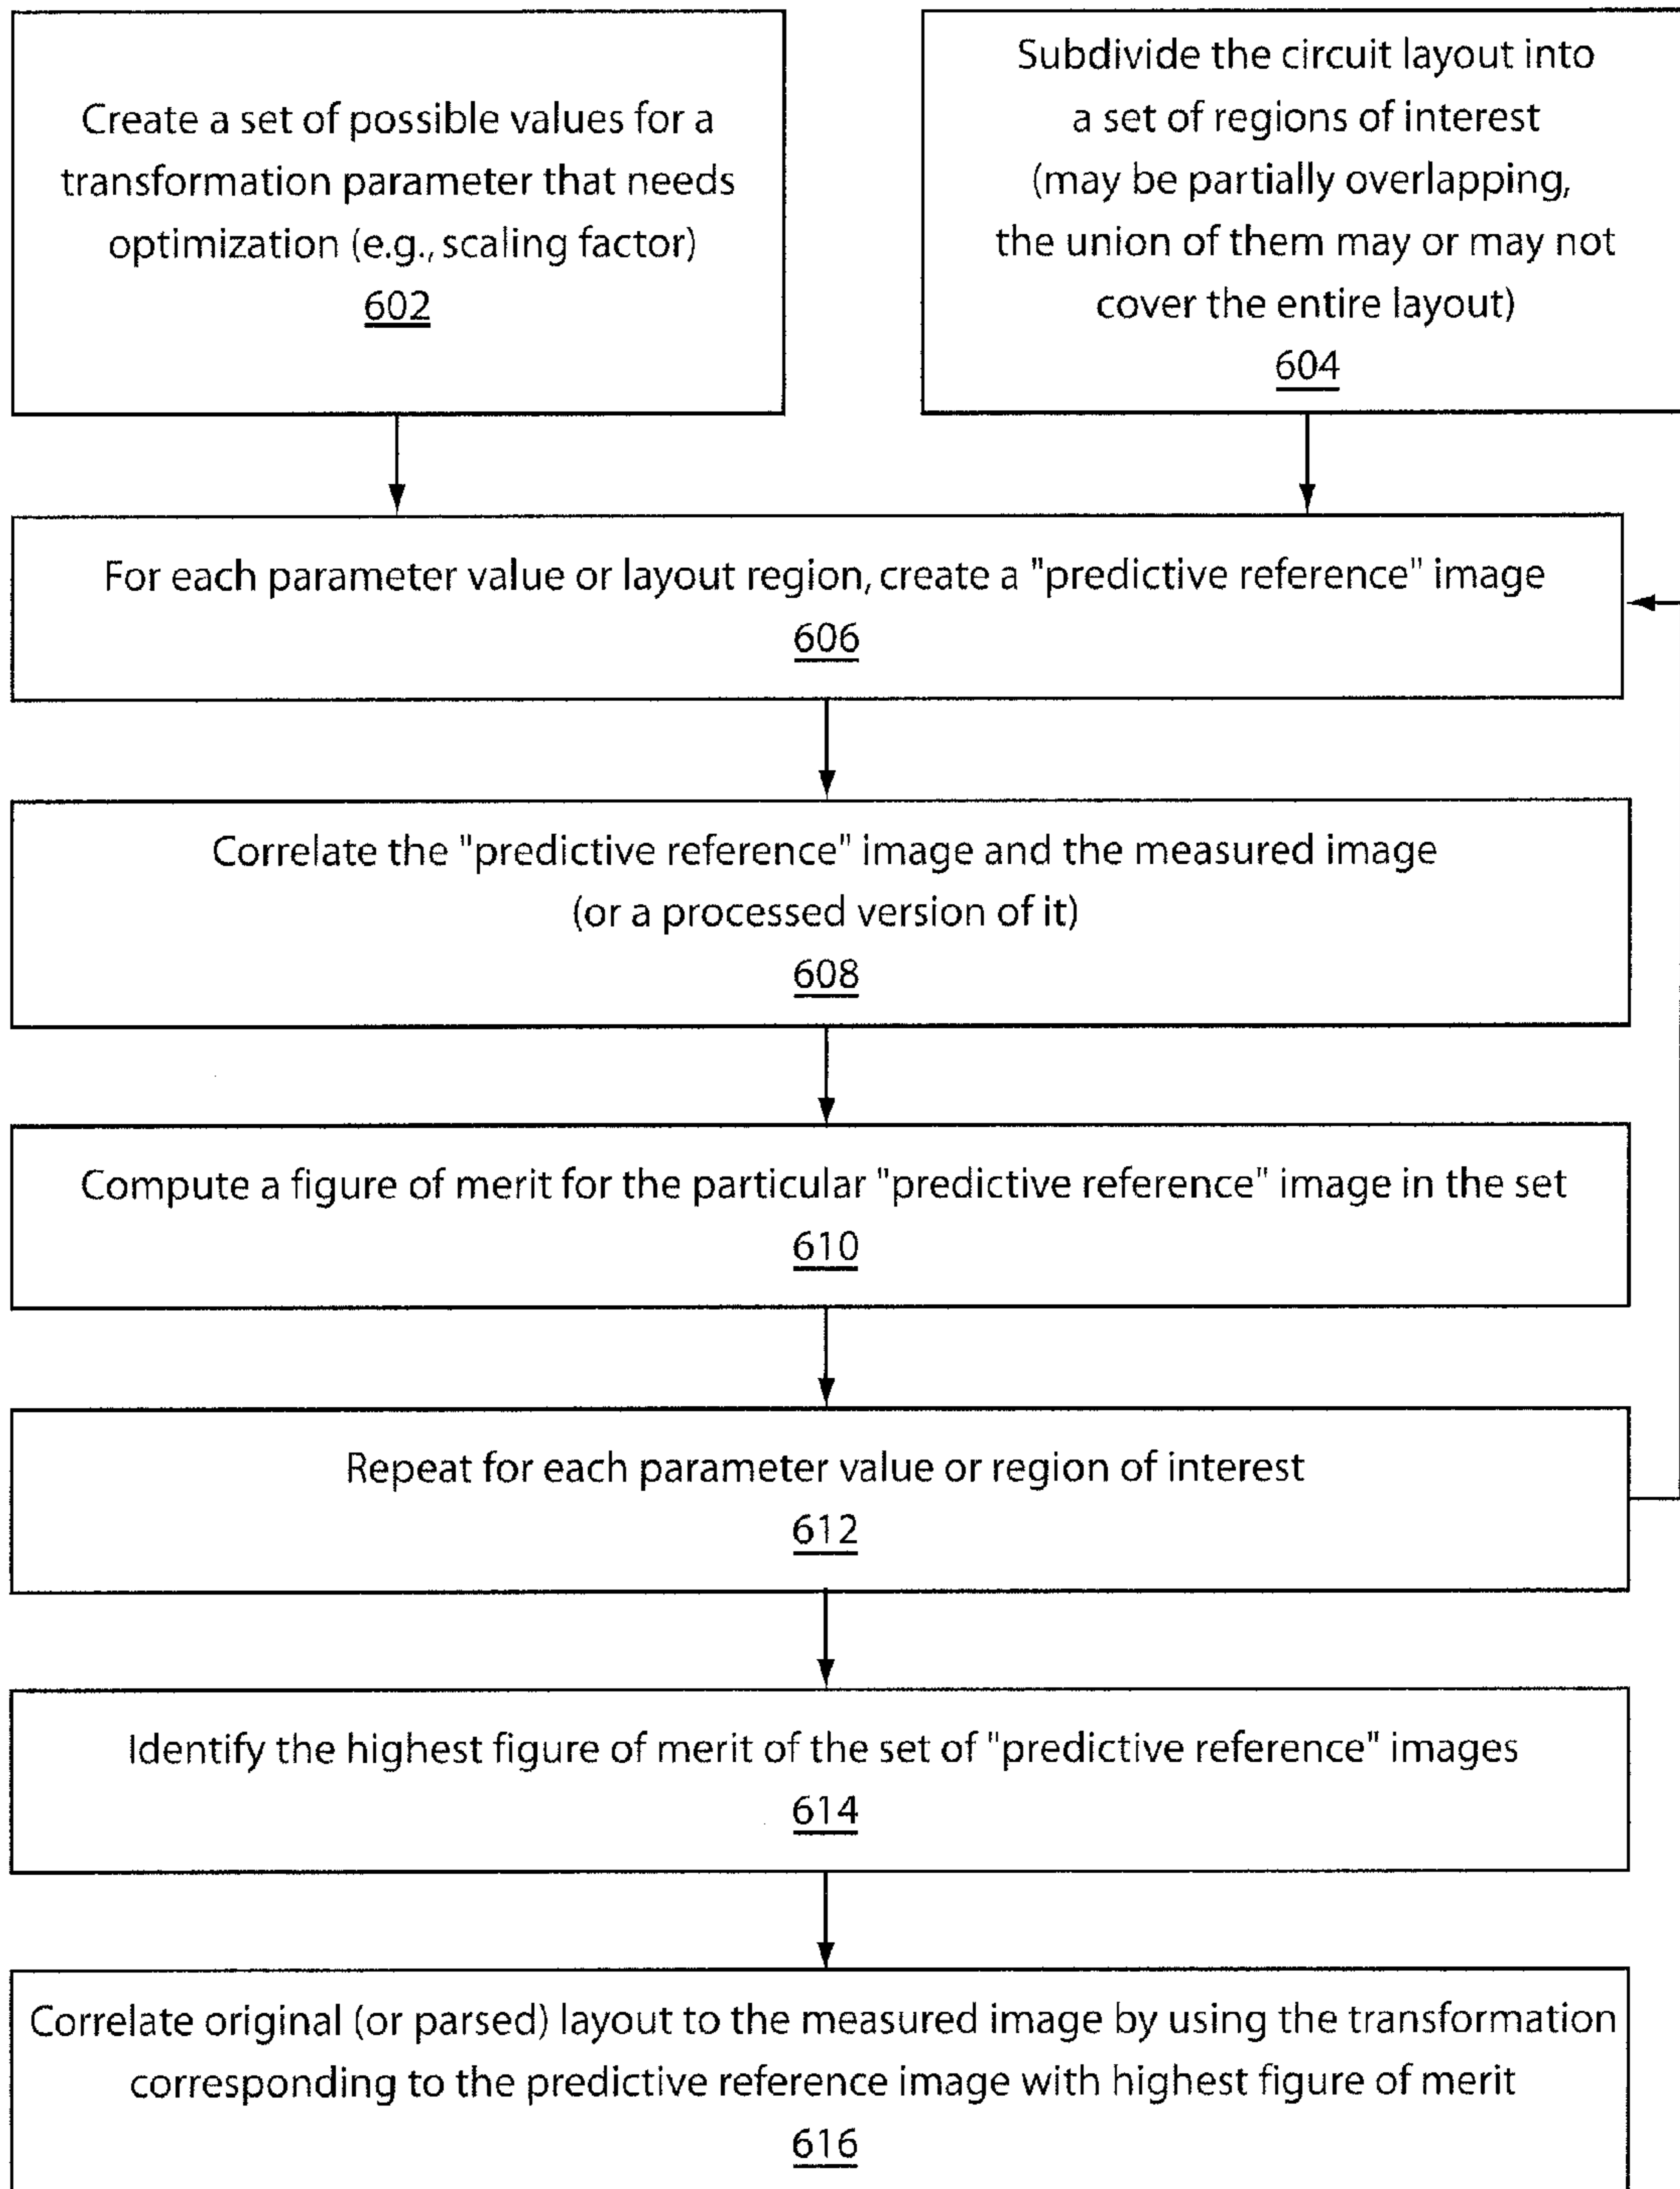 Create a set of possible values for a
transformation parameter that needs
optimization (e.g., scaling factor)
602
Subdivide the circuit layout into
a set of regions of interest
(may be partially overlapping,
the union of them may or may not
cover the entire layout)
604
For each parameter value or layout region, create a "predictive reference" image
606
Correlate the "predictive reference" image and the measured image
(or a processed version of it)
608
Compute a figure of merit for the particular "predictive reference" image in the set
610
Repeat for each parameter value or region of interest
612
Identify the highest figure of merit of the set of "predictive reference" images
614
Correlate original (or parsed) layout to the measured image by using the transformation
corresponding to the predictive reference image with highest figure of merit
616